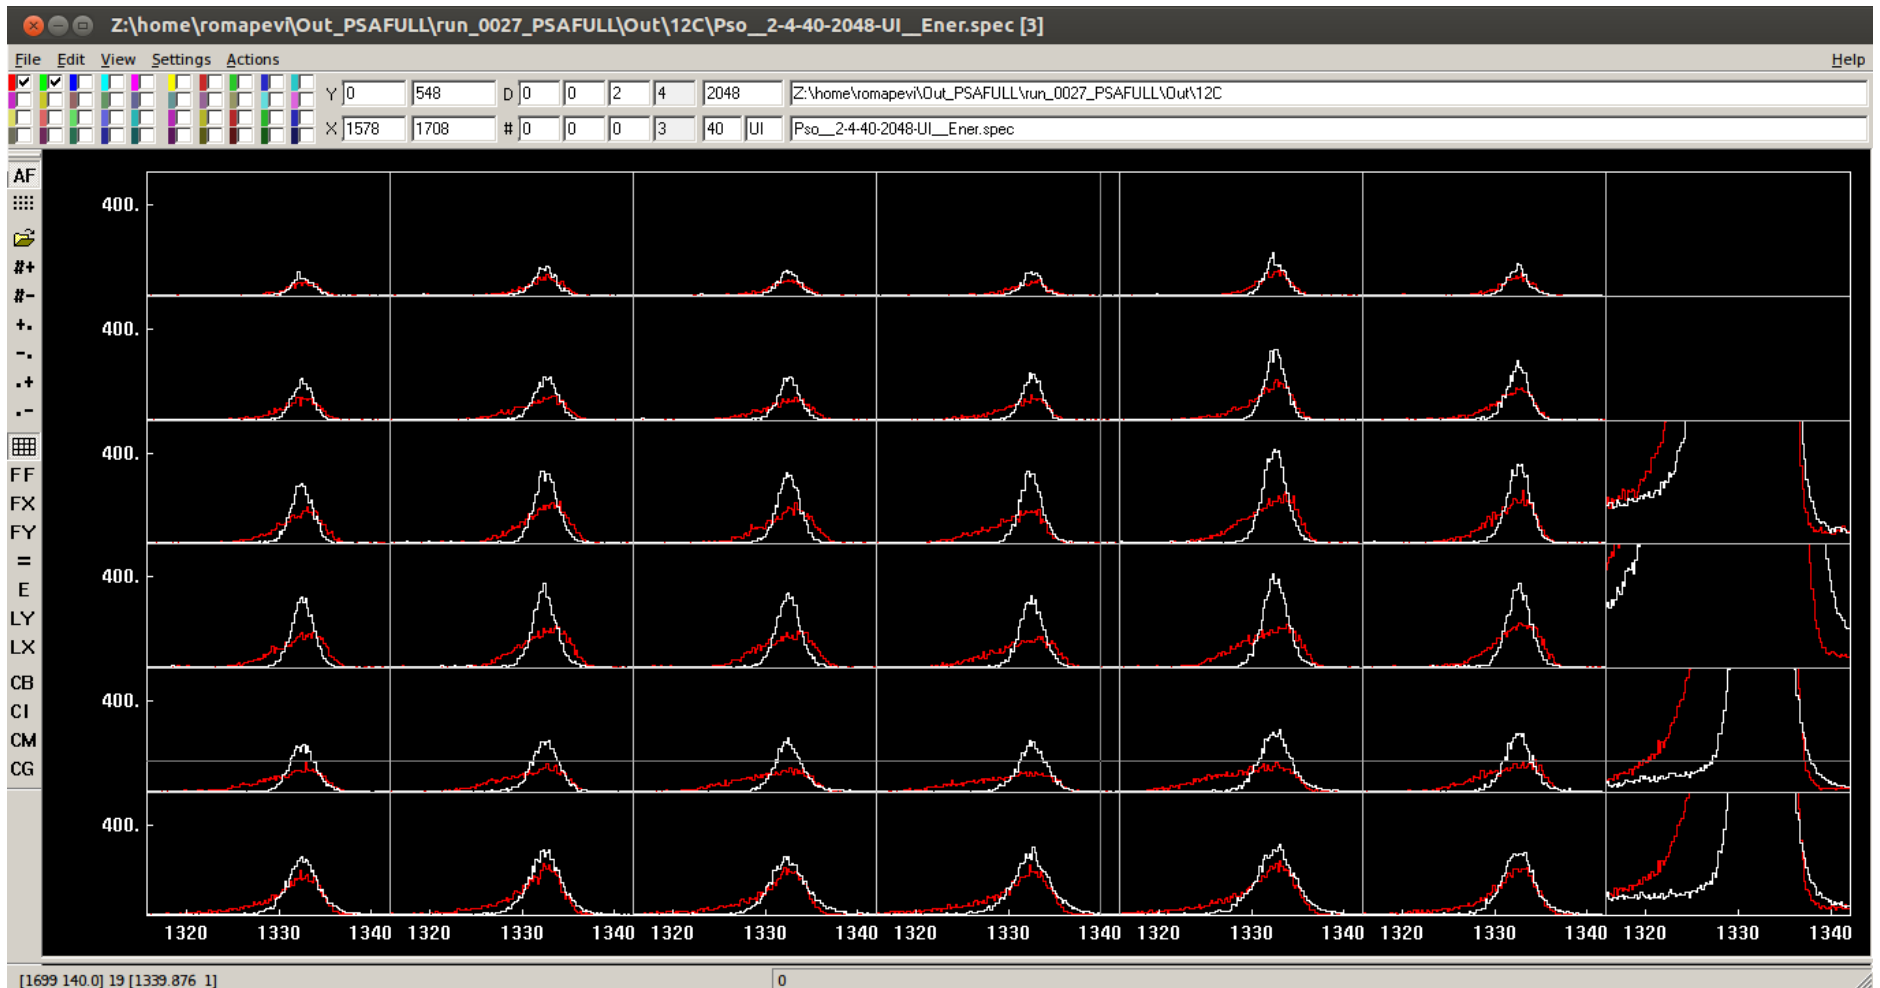 Z:\home\romapevi\Out_PSAFULL\run_0027_PSAFULL\Out\12C\Pso__2-4-40-2048-UI__Ener.spec [3]
File Edit View Settings Actions Help
Y 0 548 D 0 0 2 4 2048 Z:\home\romapevi\Out_PSAFULL\run_0027_PSAFULL\Out\12C
X 1578 1708 # 0 0 0 3 40 UI Pso__2-4-40-2048-UI__Ener.spec
AF
#+
#-
+.
-.
.+
.-
FF
FX
FY
=
E
LY
LX
CB
CI
CM
CG
400.
400.
400.
400.
400.
400.
1320 1330 1340 1320 1330 1340 1320 1330 1340 1320 1330 1340 1320 1330 1340 1320 1330 1340 1320 1330 1340
[1699 140.0] 19 [1339.876 1] 0